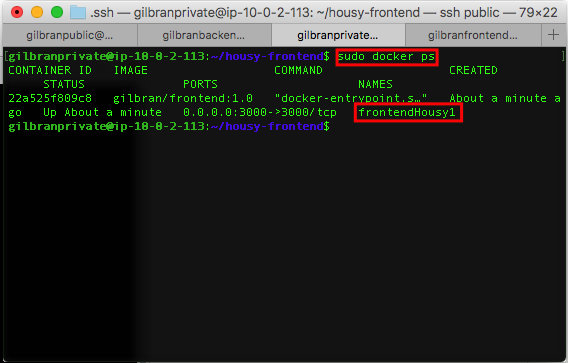 .ssh — gilbranprivate@ip-10-0-2-113: ~/housy-frontend — ssh public — 79×22
gilbranpublic@... gilbranbacken... gilbranprivate... gilbranfrontend... +
[gilbranprivate@ip-10-0-2-113:~/housy-frontend$ sudo docker ps ]
CONTAINER ID   IMAGE                  COMMAND                  CREATED
     STATUS              PORTS                    NAMES
22a525f809c8   gilbran/frontend:1.0   "docker-entrypoint.s…"   About a minute a
go   Up About a minute   0.0.0.0:3000->3000/tcp   frontendHousy1
gilbranprivate@ip-10-0-2-113:~/housy-frontend$